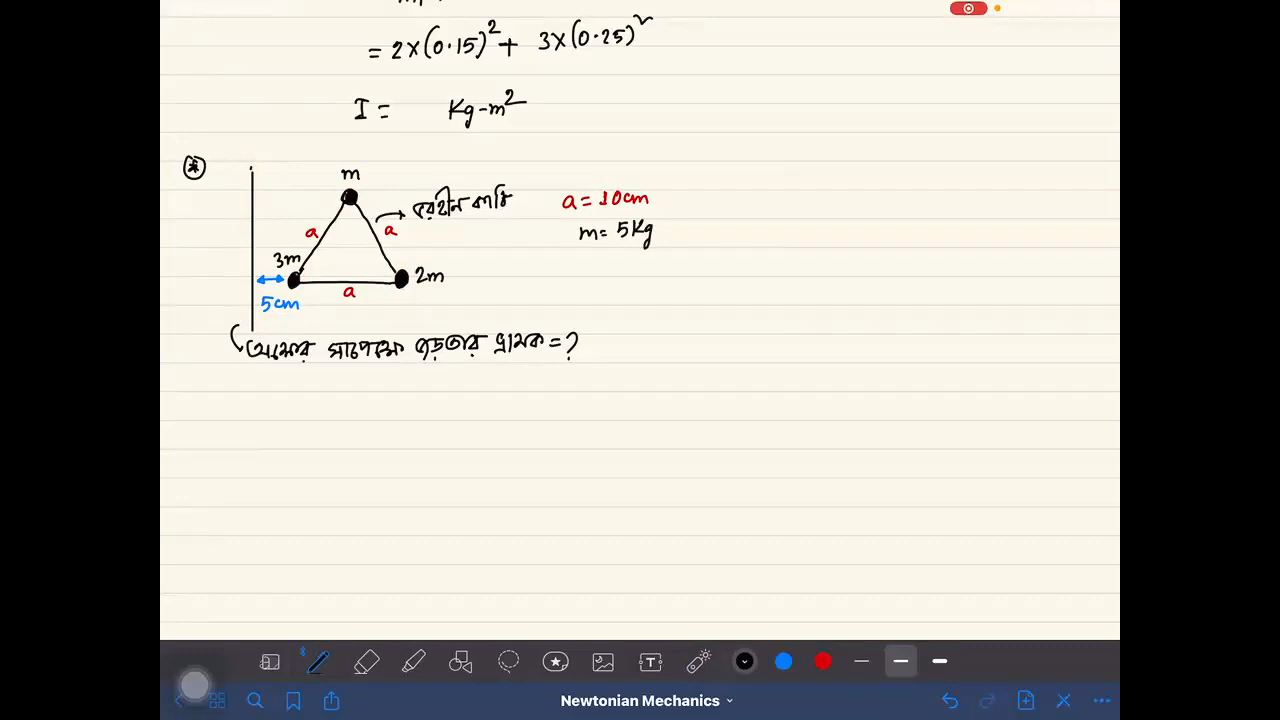 = 2×(0.15)² + 3×(0.25)²
I = Kg-m²
m
ভরহীন কাঠি
a = 10cm
a
a
m = 5Kg
3m
2m
a
5cm
অক্ষের সাপেক্ষে জড়তার ভ্রামক = ?
Newtonian Mechanics